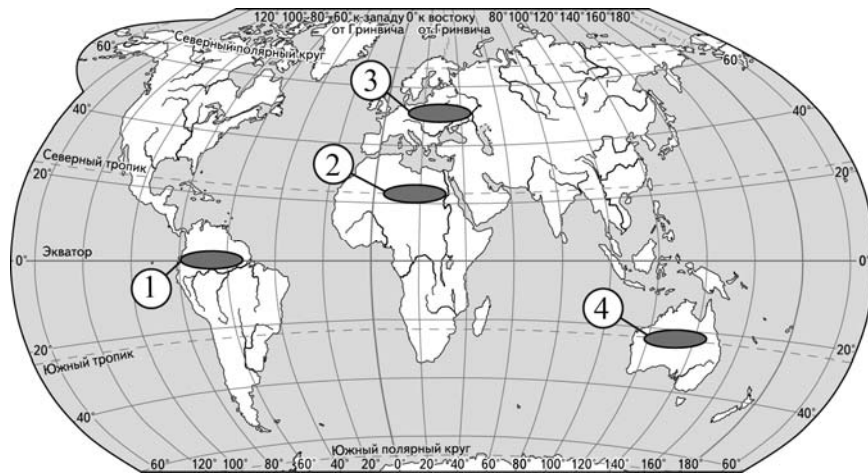 120°100°80°60° к западу 0° к востоку 80°100°120°140°160°180°
от Гринвича от Гринвича
60° Северный полярный круг 60°
3
40° 40°
Северный тропик
2
20° 20°
Экватор
0° 0°
1
4
20° 20°
Южный тропик
40° 40°
Южный полярный круг
60° 120° 100° 80° 60° 40° 20° 0° 20° 40° 60° 80° 100° 120° 140° 160° 180° 60°